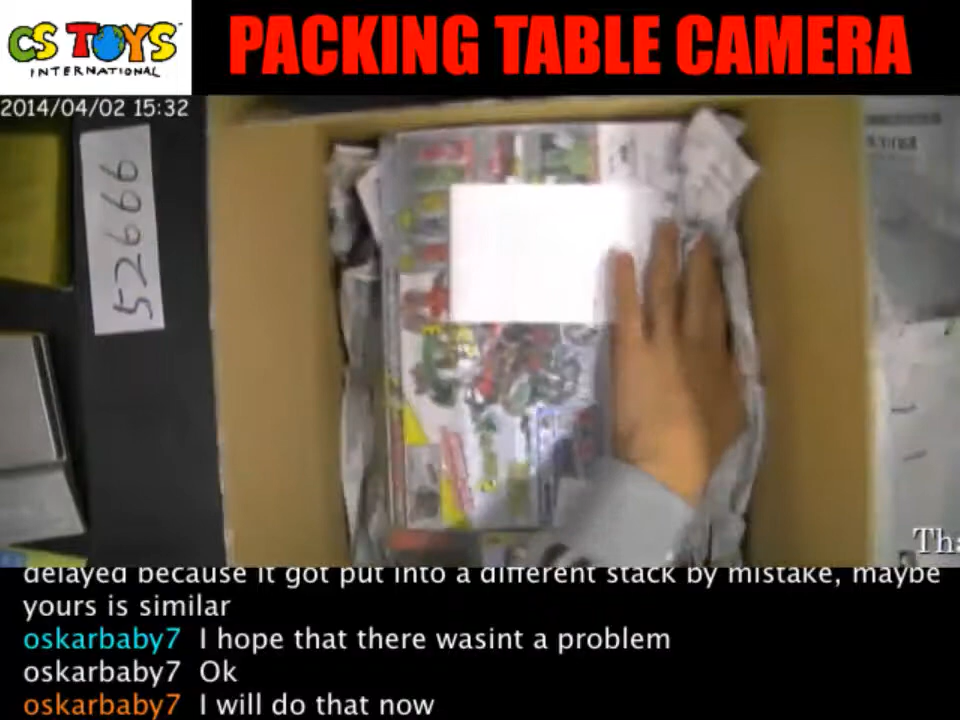 CS TOYS
INTERNATIONAL
PACKING TABLE CAMERA
2014/04/02 15:32
52666
Tha
delayed because it got put into a different stack by mistake, maybe
yours is similar
oskarbaby7 I hope that there wasint a problem
oskarbaby7 Ok
oskarbaby7 I will do that now